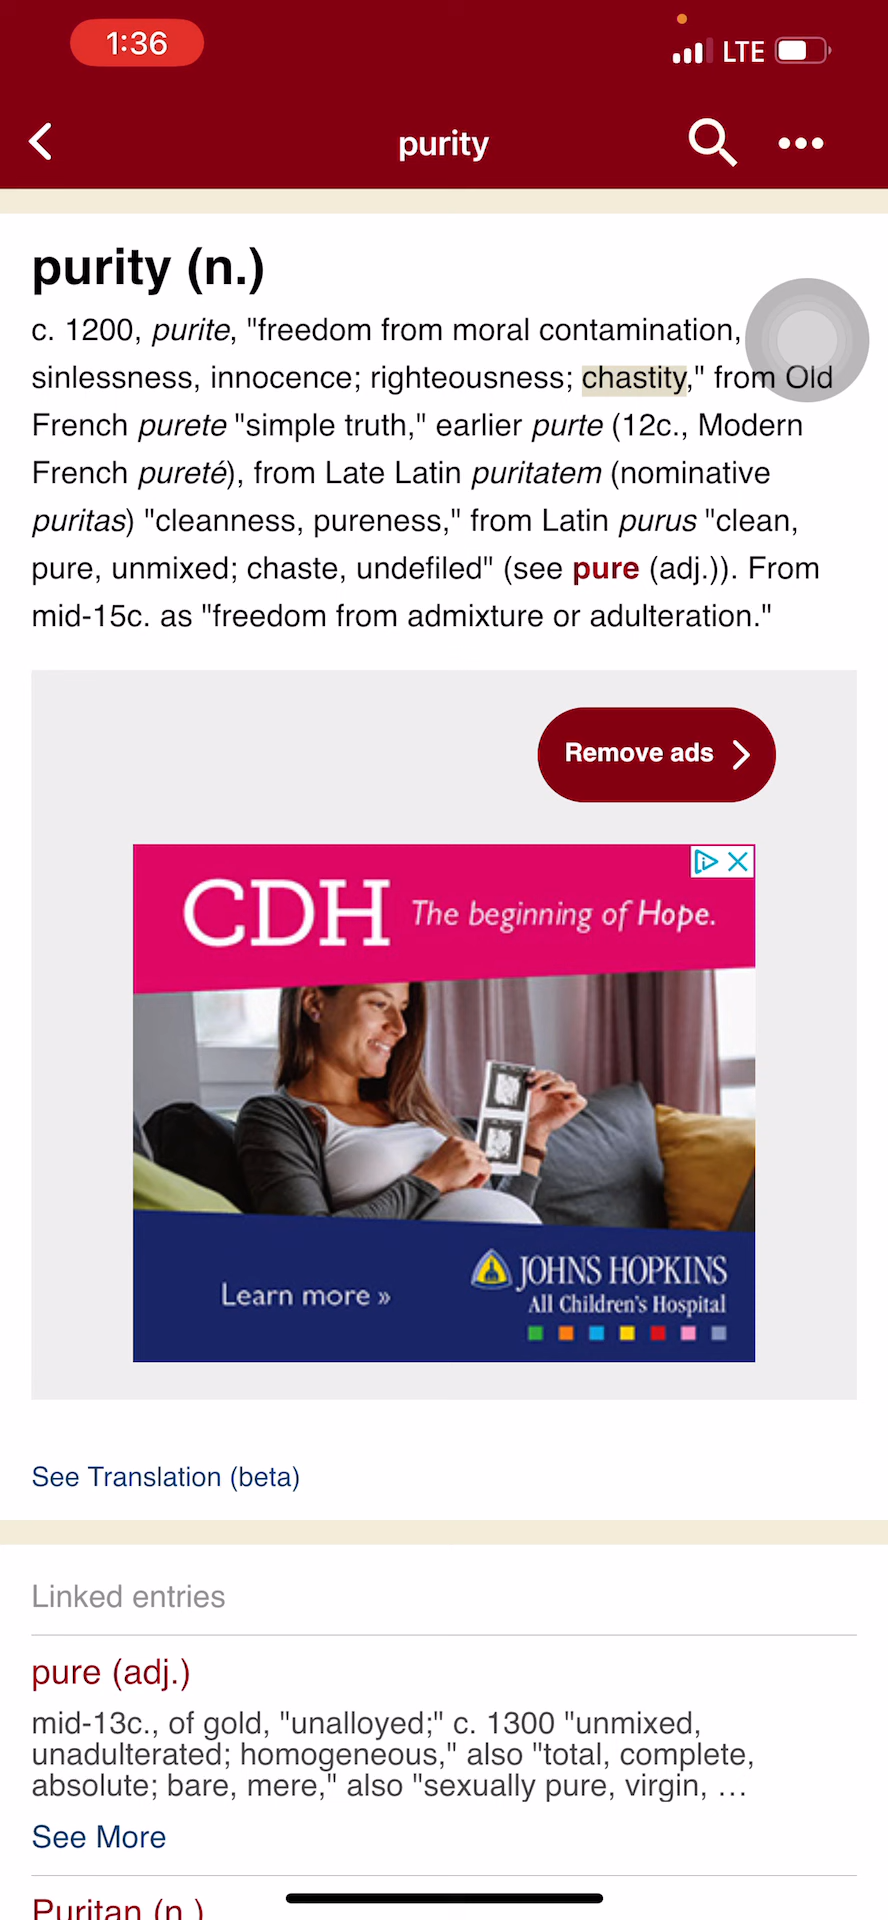 1:36
LTE
purity
purity (n.)
c. 1200, purite, "freedom from moral contamination,
sinlessness, innocence; righteousness; chastity," from Old
French purete "simple truth," earlier purte (12c., Modern
French pureté), from Late Latin puritatem (nominative
puritas) "cleanness, pureness," from Latin purus "clean,
pure, unmixed; chaste, undefiled" (see pure (adj.)). From
mid-15c. as "freedom from admixture or adulteration."
Remove ads
CDH The beginning of Hope.
Learn more »
JOHNS HOPKINS
All Children's Hospital
See Translation (beta)
Linked entries
pure (adj.)
mid-13c., of gold, "unalloyed;" c. 1300 "unmixed,
unadulterated; homogeneous," also "total, complete,
absolute; bare, mere," also "sexually pure, virgin, ...
See More
Puritan (n.)